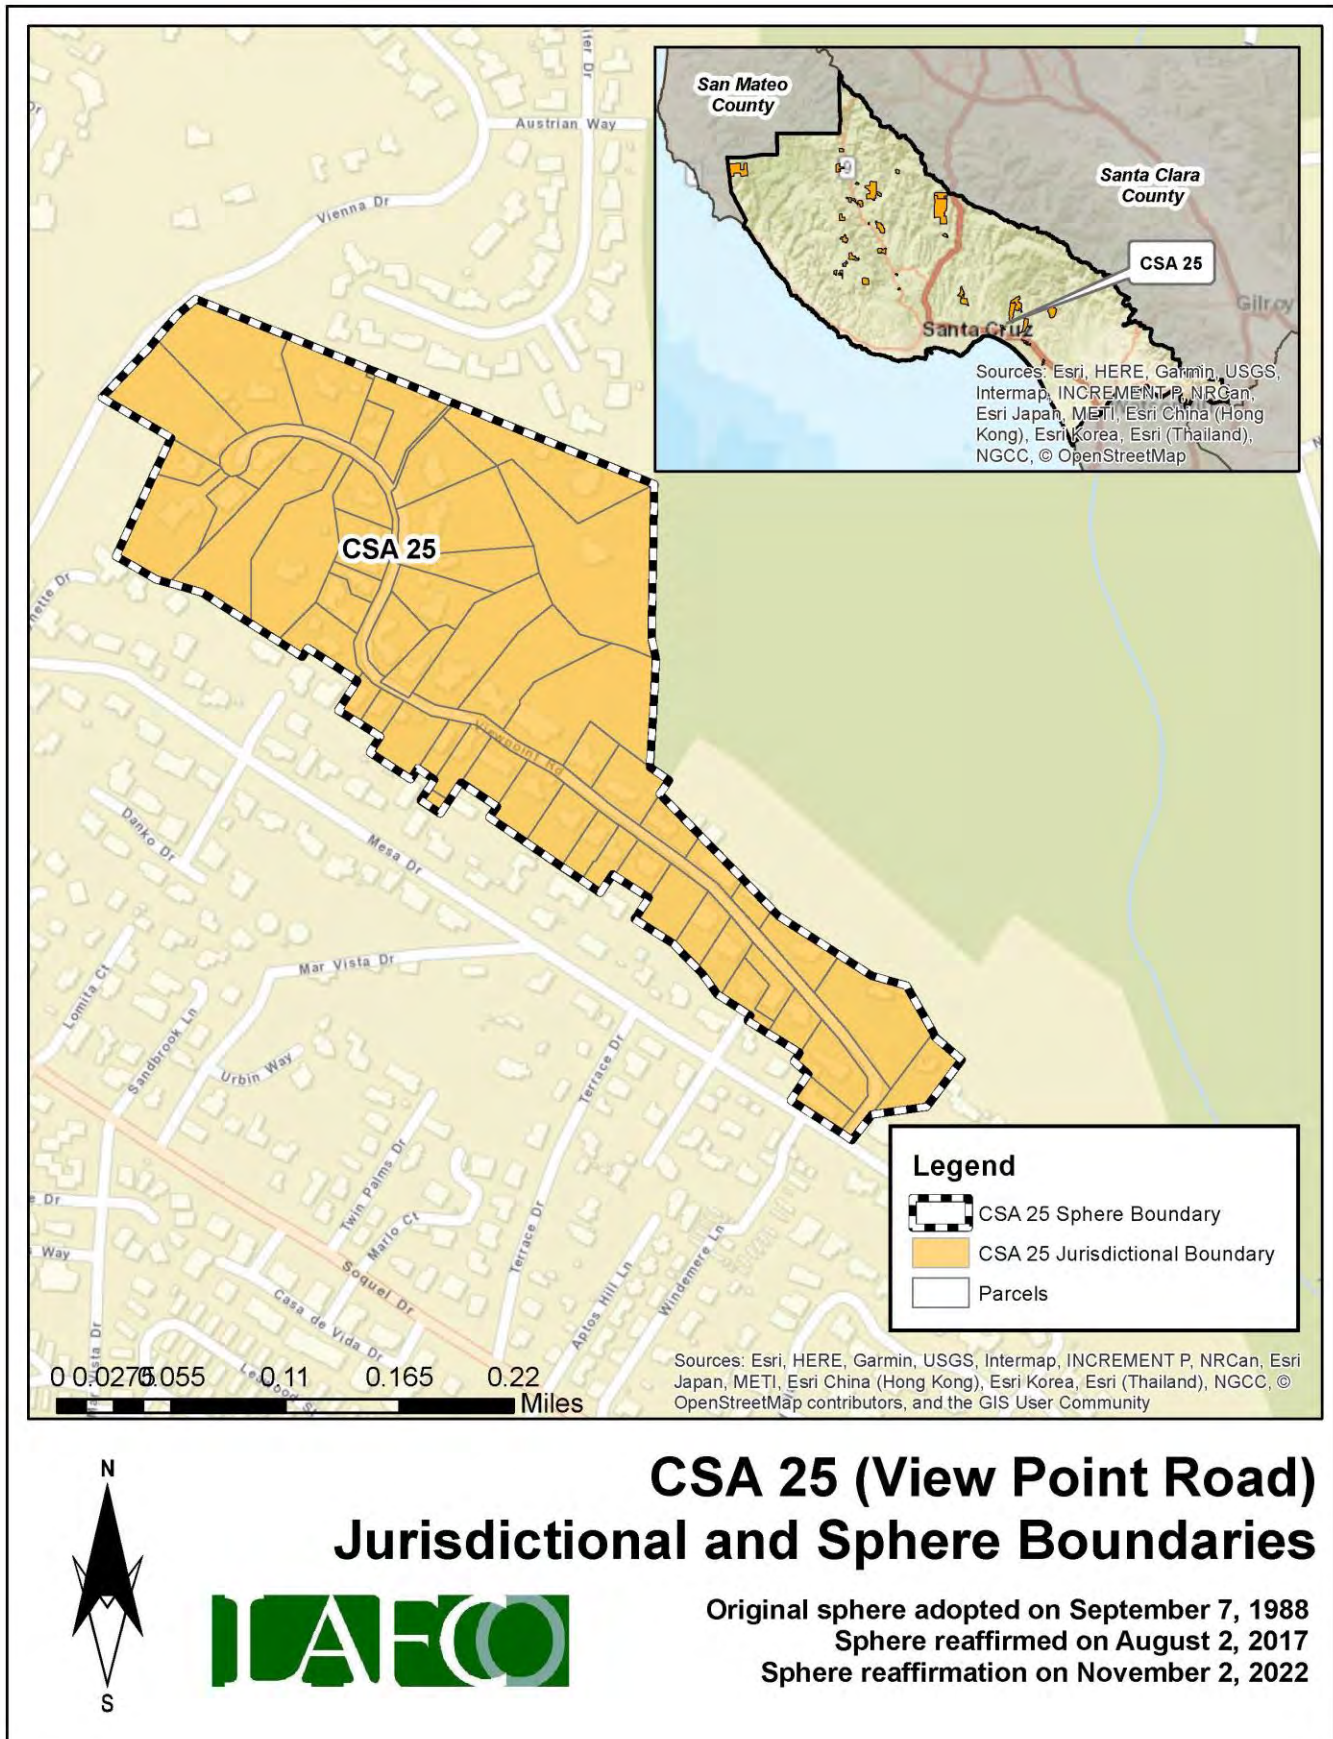 Austrian Way
Vienna Dr
San Mateo
County
9
Santa Clara
County
CSA 25
Gilroy
Santa Cruz
Sources: Esri, HERE, Garmin, USGS,
Intermap, INCREMENT P, NRCan,
Esri Japan, METI, Esri China (Hong
Kong), Esri Korea, Esri (Thailand),
NGCC, © OpenStreetMap
CSA 25
Viewpoint Rd
Danko Dr
Mesa Dr
Mar Vista Dr
Lomita Ct
Sandbrook Ln
Urbin Way
Terrace Dr
Twin Palms Dr
Mario Ct
Terrace Dr
Soquel Dr
Casa de Vida Dr
Aptos Hill Ln
Windemere Ln
Way
Legend
CSA 25 Sphere Boundary
CSA 25 Jurisdictional Boundary
Parcels
0 0.0275 0.055 0.11 0.165 0.22
Miles
Sources: Esri, HERE, Garmin, USGS, Intermap, INCREMENT P, NRCan, Esri
Japan, METI, Esri China (Hong Kong), Esri Korea, Esri (Thailand), NGCC, ©
OpenStreetMap contributors, and the GIS User Community
N
S
CSA 25 (View Point Road)
Jurisdictional and Sphere Boundaries
LAFCO
Original sphere adopted on September 7, 1988
Sphere reaffirmed on August 2, 2017
Sphere reaffirmation on November 2, 2022